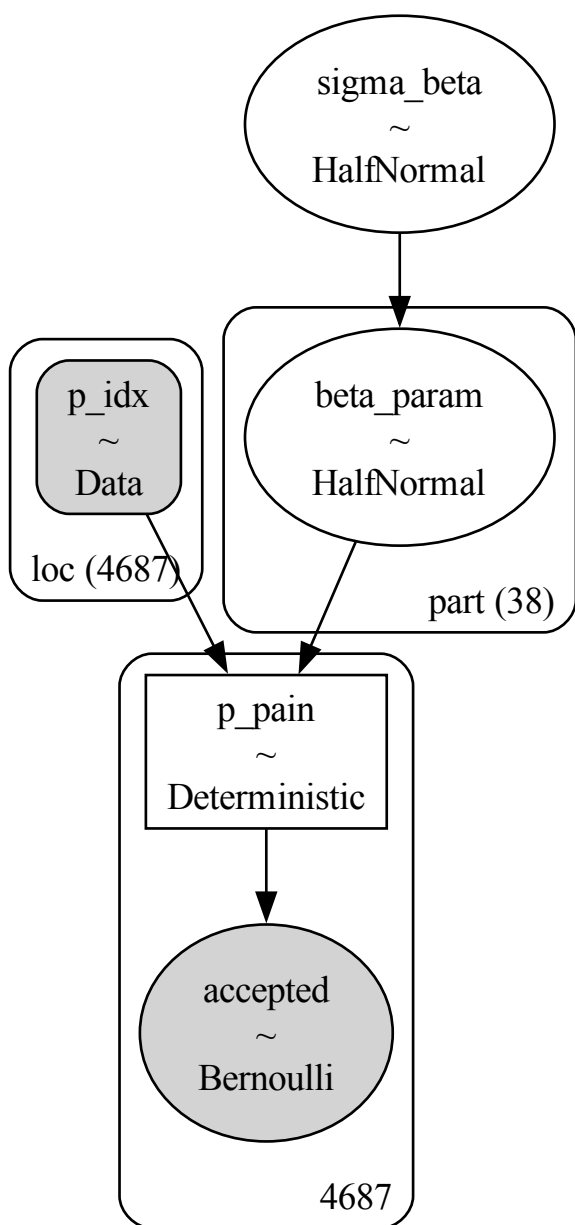 sigma_beta
~
HalfNormal
p_idx
~
Data
loc (4687)
beta_param
~
HalfNormal
part (38)
p_pain
~
Deterministic
accepted
~
Bernoulli
4687